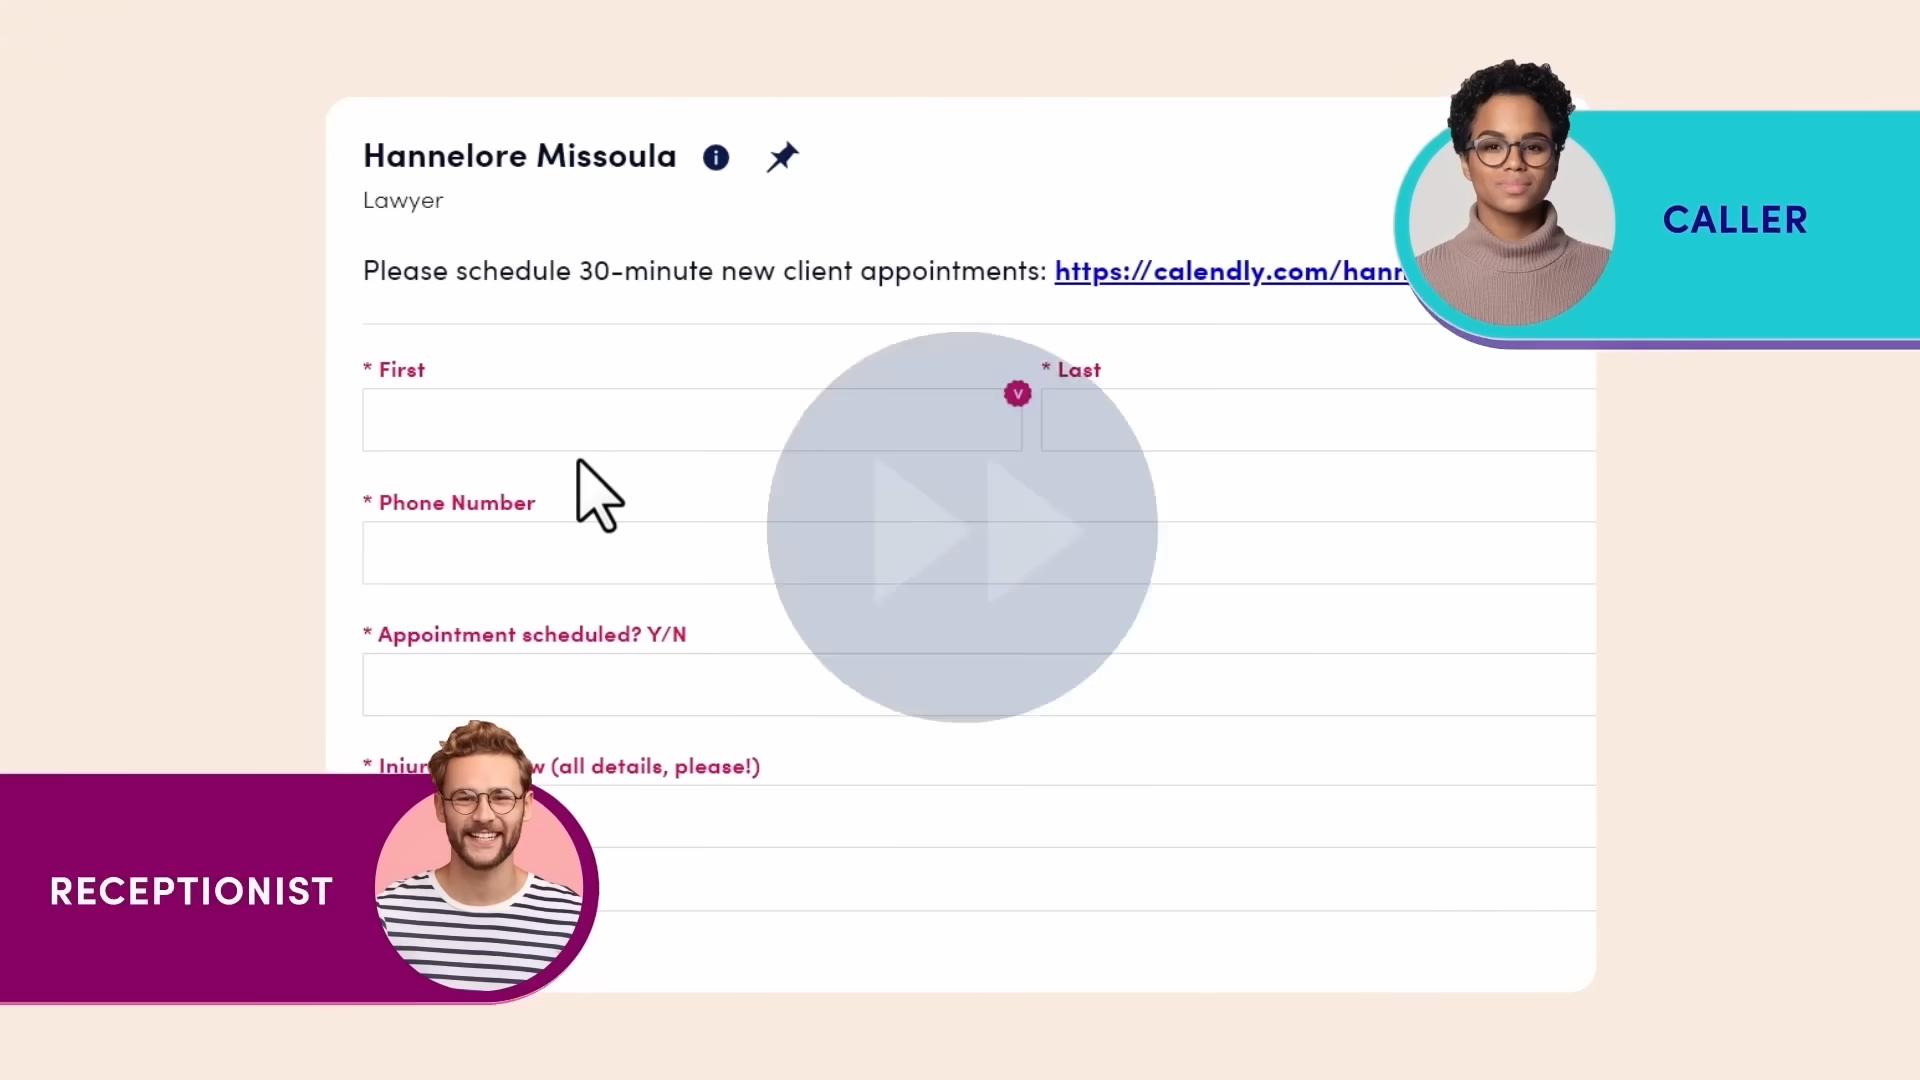 Hannelore Missoula
Lawyer
CALLER
Please schedule 30-minute new client appointments: https://calendly.com/hann
* First
* Last
V
* Phone Number
* Appointment scheduled? Y/N
* (all details, please!)
RECEPTIONIST